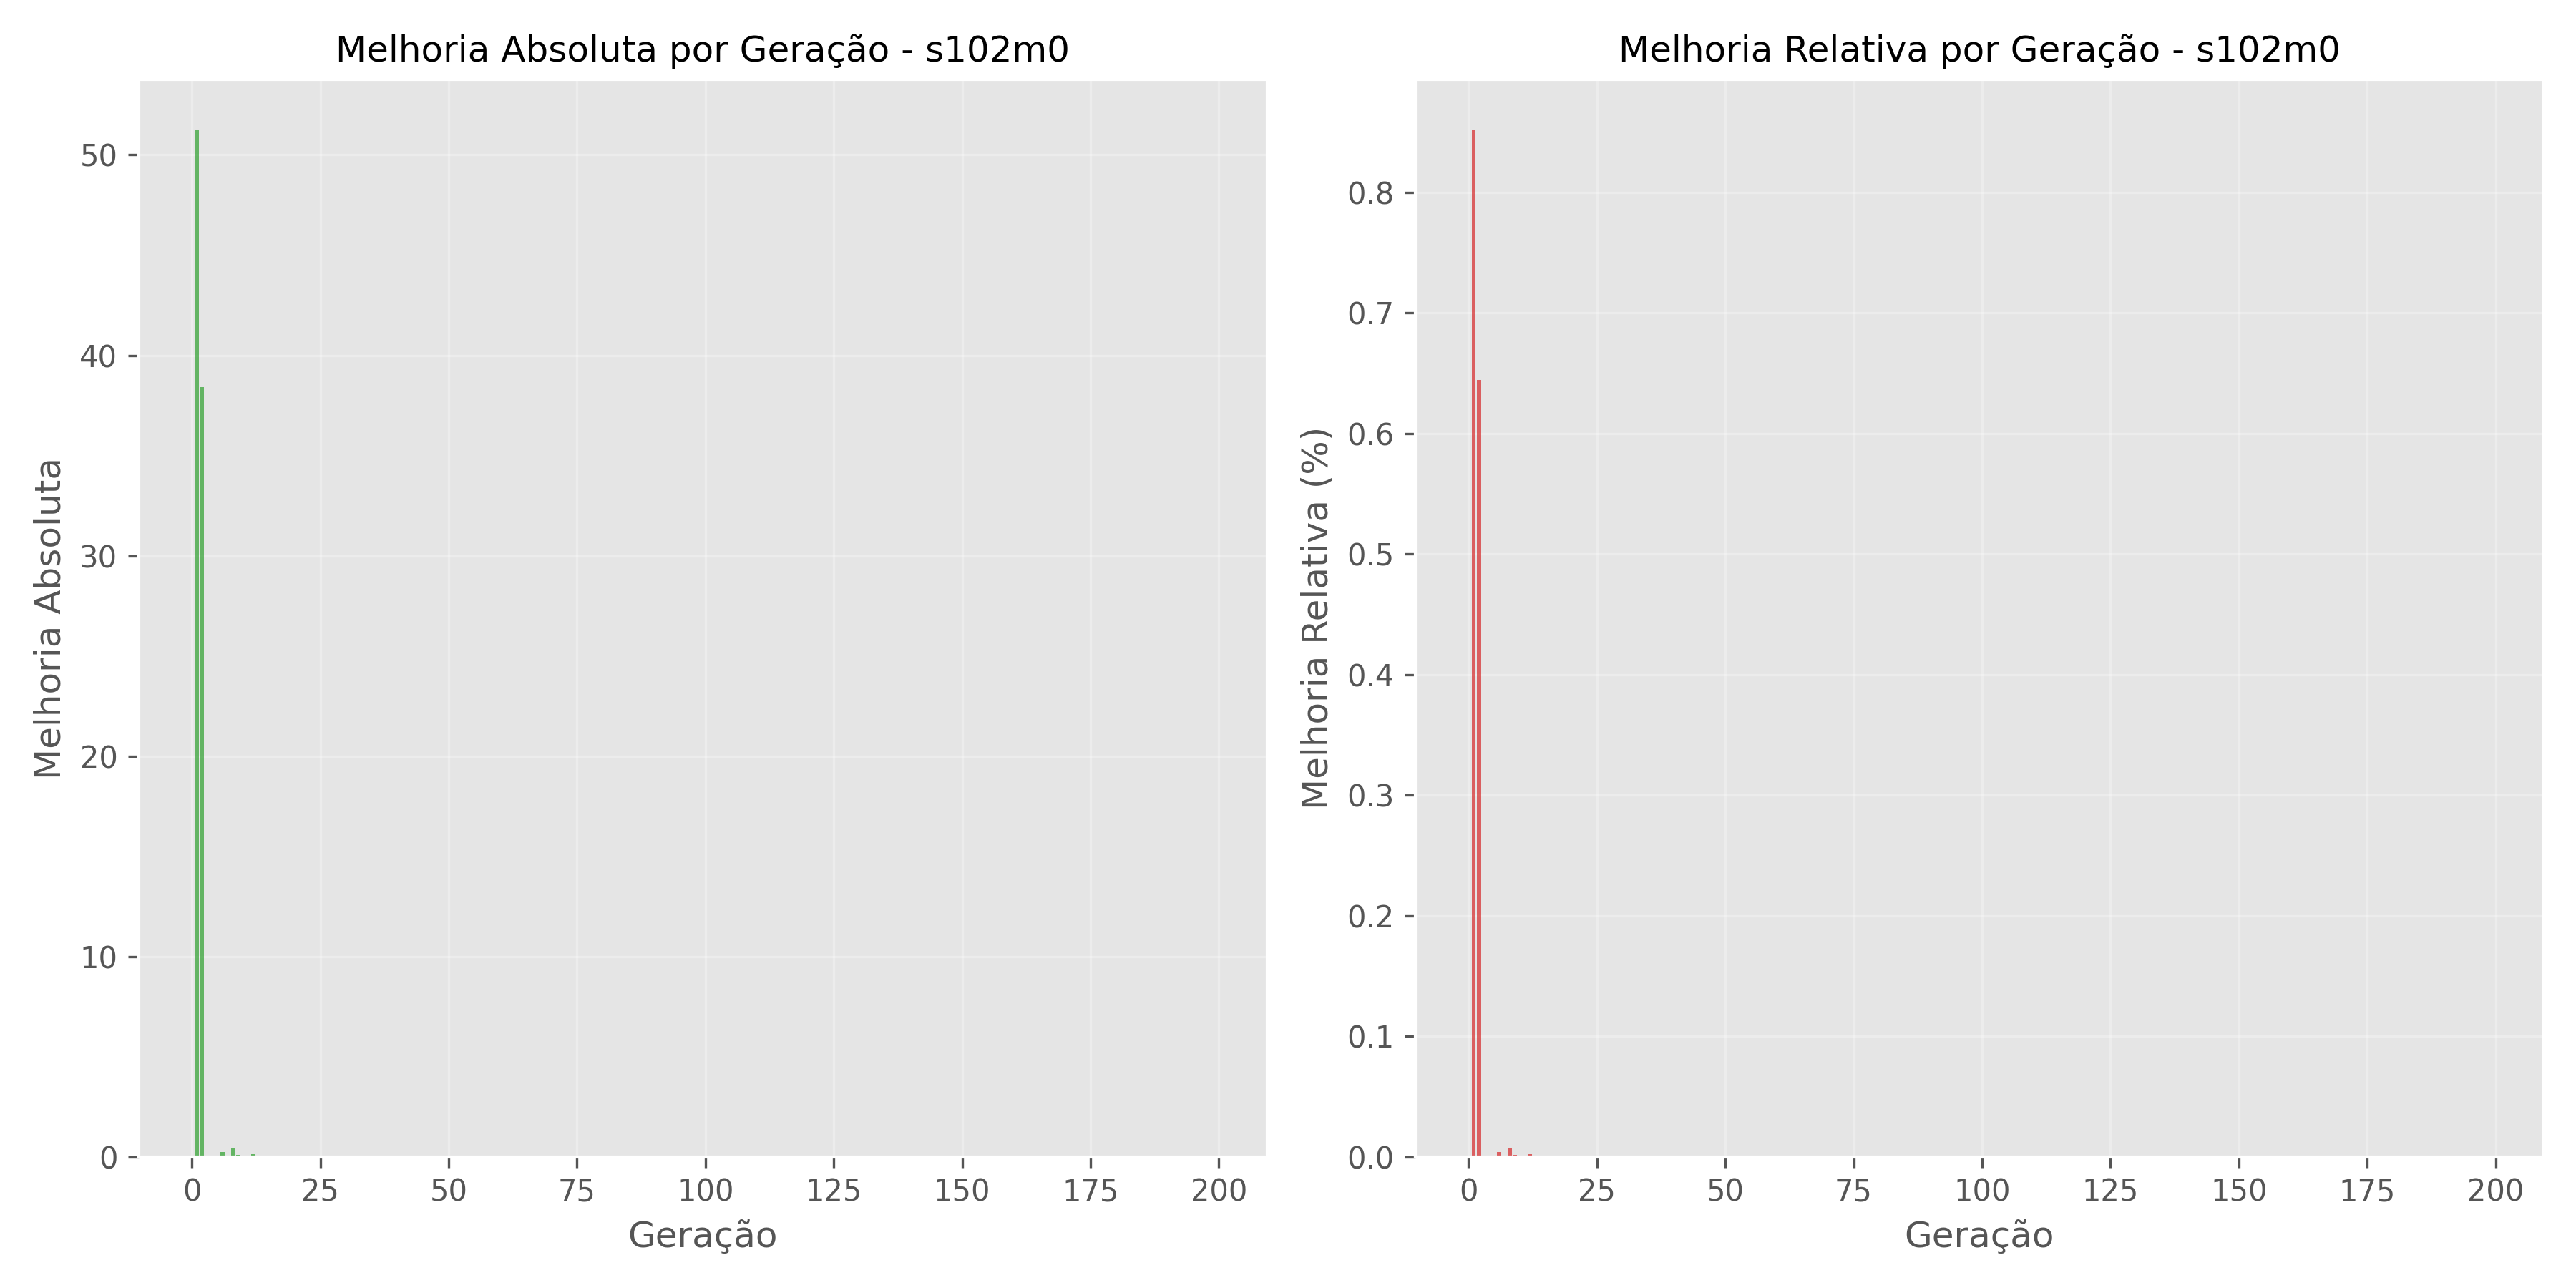 Melhoria Absoluta por Geração - s102m0
Melhoria Absoluta
50
40
30
20
10
0
0 25 50 75 100 125 150 175 200
Geração
Melhoria Relativa por Geração - s102m0
Melhoria Relativa (%)
0.8
0.7
0.6
0.5
0.4
0.3
0.2
0.1
0.0
0 25 50 75 100 125 150 175 200
Geração